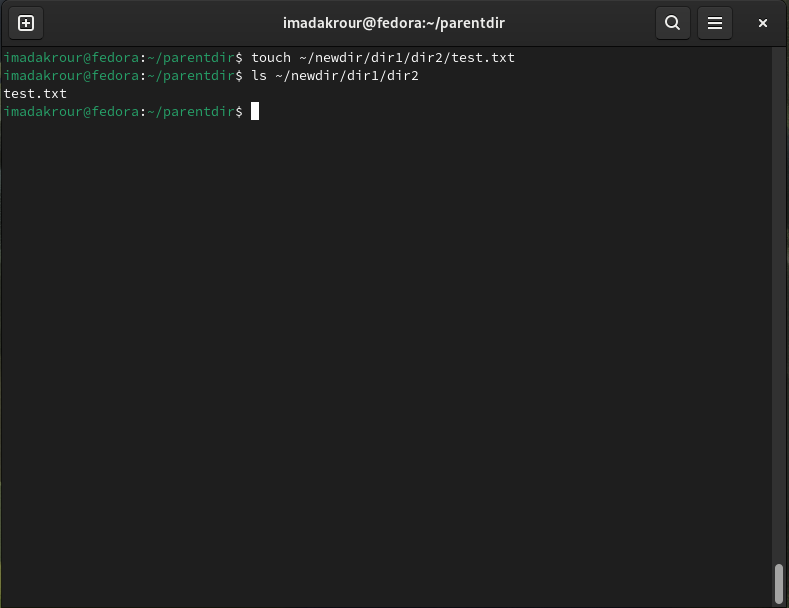 imadakrour@fedora:~/parentdir
imadakrour@fedora:~/parentdir$ touch ~/newdir/dir1/dir2/test.txt
imadakrour@fedora:~/parentdir$ ls ~/newdir/dir1/dir2
test.txt
imadakrour@fedora:~/parentdir$